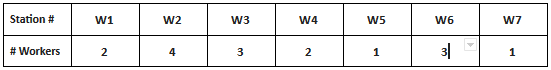 Station # W1 W2 W3 W4 W5 W6 W7
# Workers 2 4 3 2 1 3 1